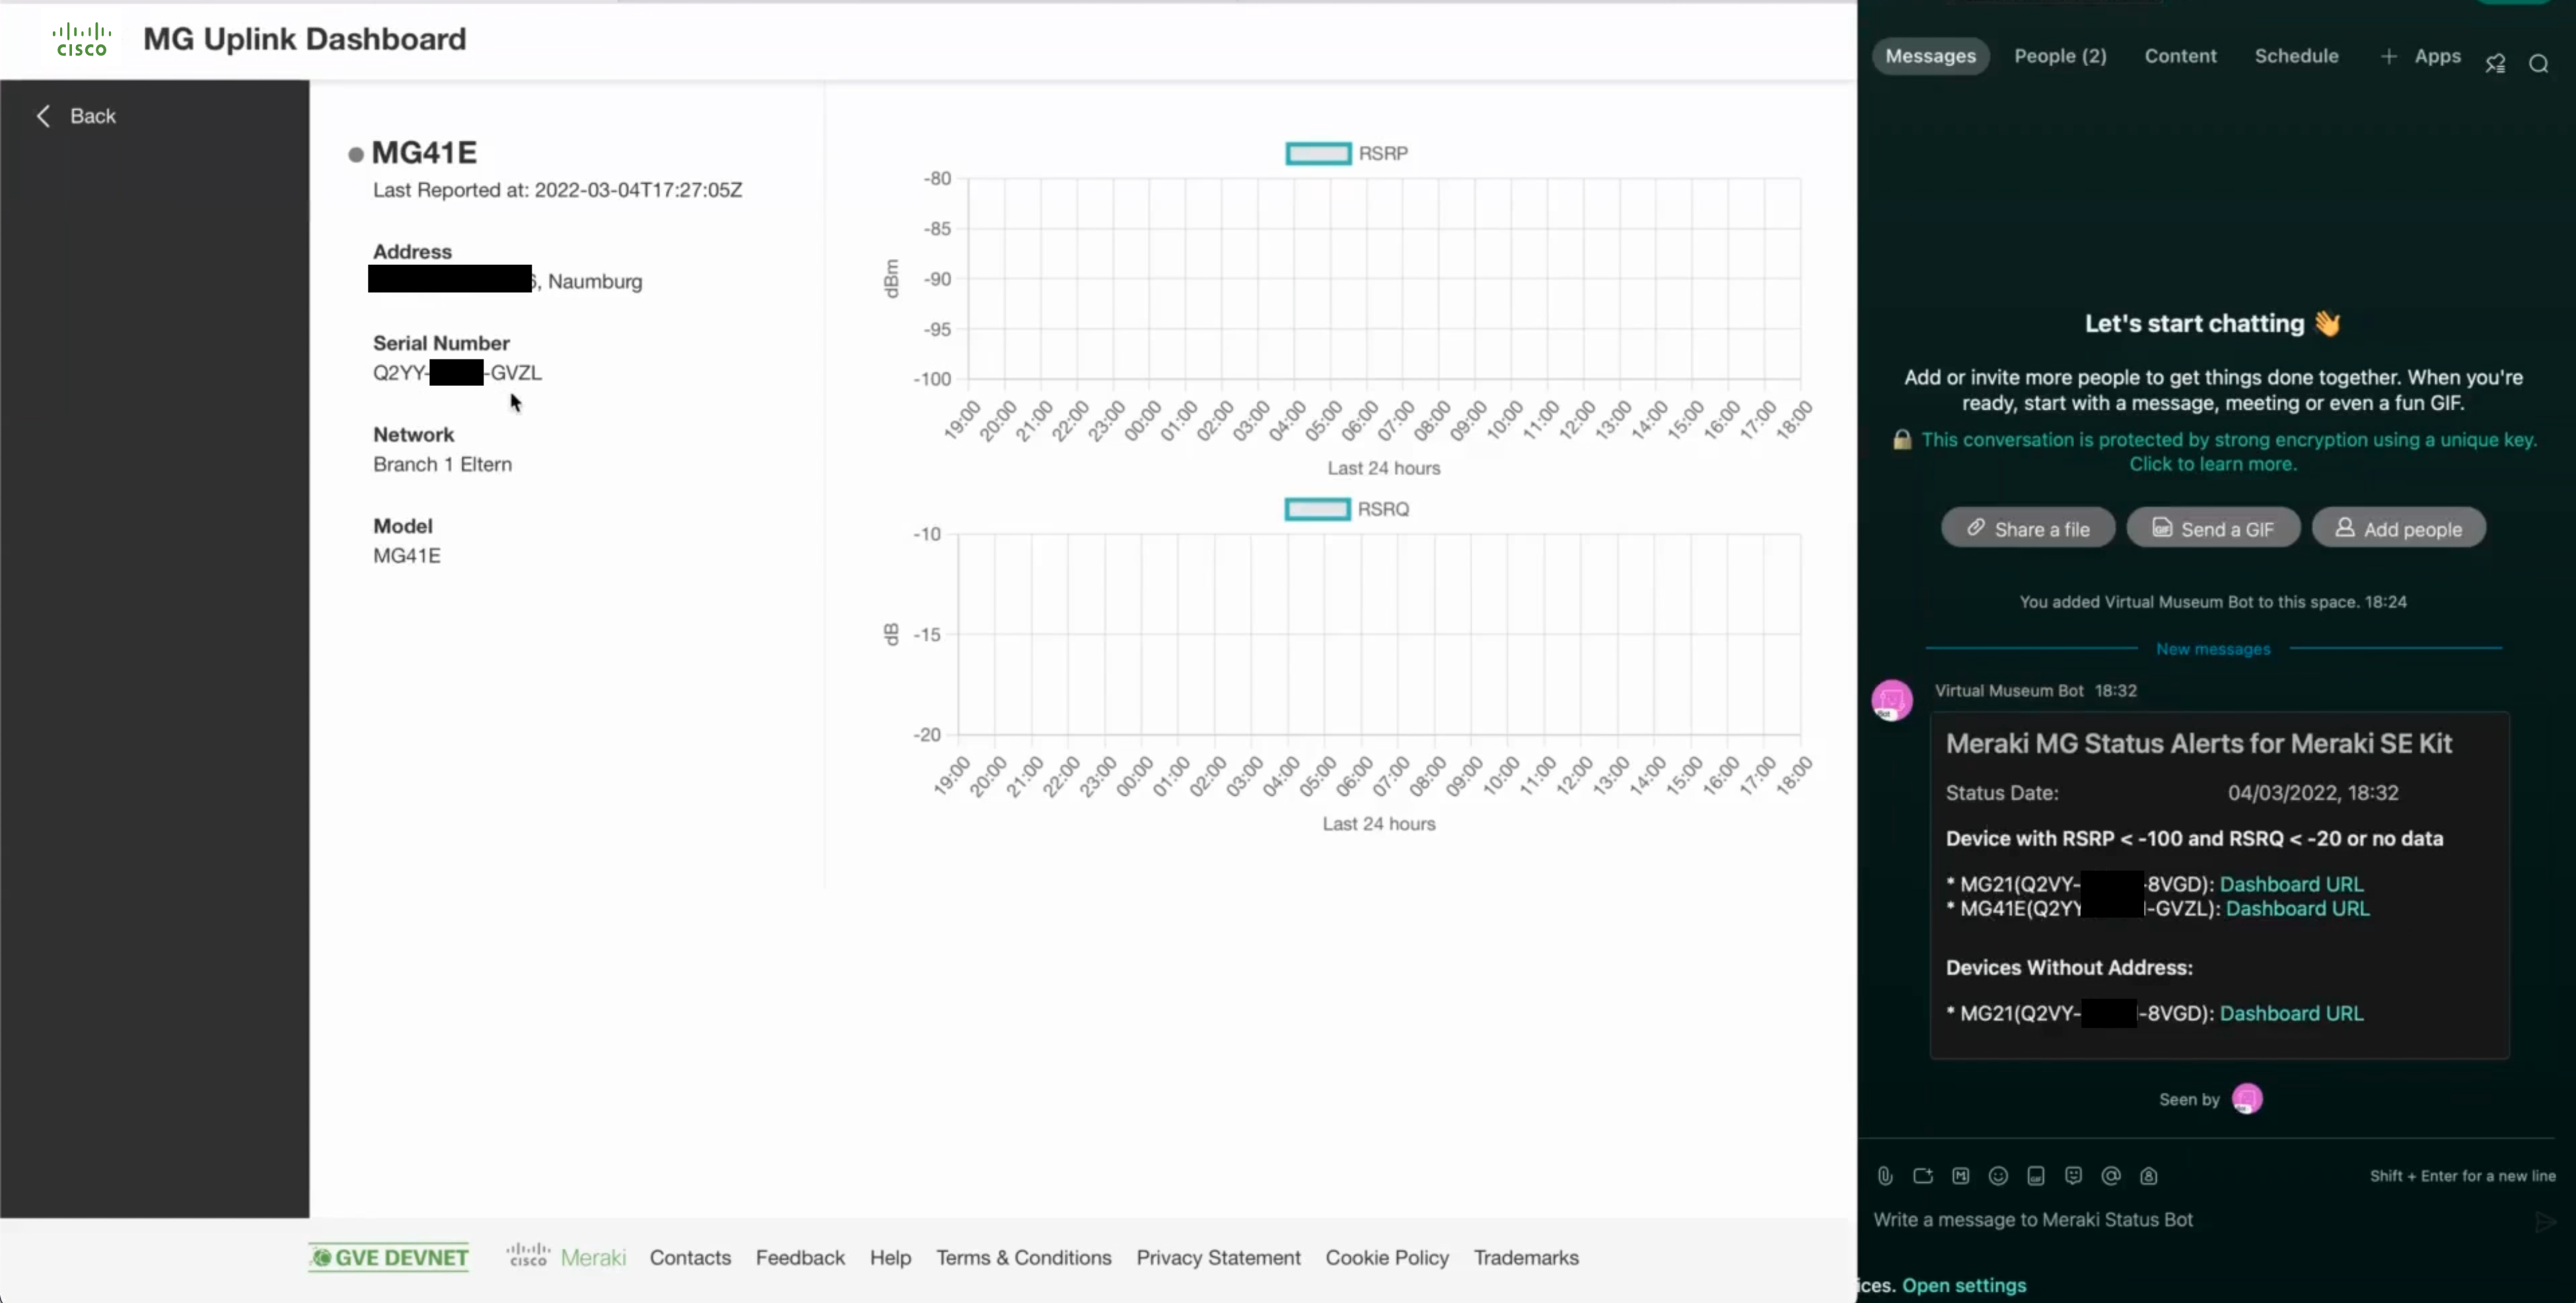 CISCO
MG Uplink Dashboard
Back
MG41E
Last Reported at: 2022-03-04T17:27:05Z
Address
, Naumburg
Serial Number
Q2YY- -GVZL
Network
Branch 1 Eltern
Model
MG41E
RSRP
-80
-85
-90
-95
-100
dBm
19:00 20:00 21:00 22:00 23:00 00:00 01:00 02:00 03:00 04:00 05:00 06:00 07:00 08:00 09:00 10:00 11:00 12:00 13:00 14:00 15:00 16:00 17:00 18:00
Last 24 hours
RSRQ
-10
-15
-20
dB
19:00 20:00 21:00 22:00 23:00 00:00 01:00 02:00 03:00 04:00 05:00 06:00 07:00 08:00 09:00 10:00 11:00 12:00 13:00 14:00 15:00 16:00 17:00 18:00
Last 24 hours
GVE DEVNET
CISCO Meraki Contacts Feedback Help Terms & Conditions Privacy Statement Cookie Policy Trademarks
Messages People (2) Content Schedule + Apps
Let's start chatting 👋
Add or invite more people to get things done together. When you're
ready, start with a message, meeting or even a fun GIF.
This conversation is protected by strong encryption using a unique key.
Click to learn more.
Share a file
Send a GIF
Add people
You added Virtual Museum Bot to this space. 18:24
New messages
Virtual Museum Bot 18:32
Meraki MG Status Alerts for Meraki SE Kit
Status Date: 04/03/2022, 18:32
Device with RSRP < -100 and RSRQ < -20 or no data
* MG21(Q2VY- -8VGD): Dashboard URL
* MG41E(Q2YY -GVZL): Dashboard URL
Devices Without Address:
* MG21(Q2VY- -8VGD): Dashboard URL
Seen by
Shift + Enter for a new line
Write a message to Meraki Status Bot
ices. Open settings